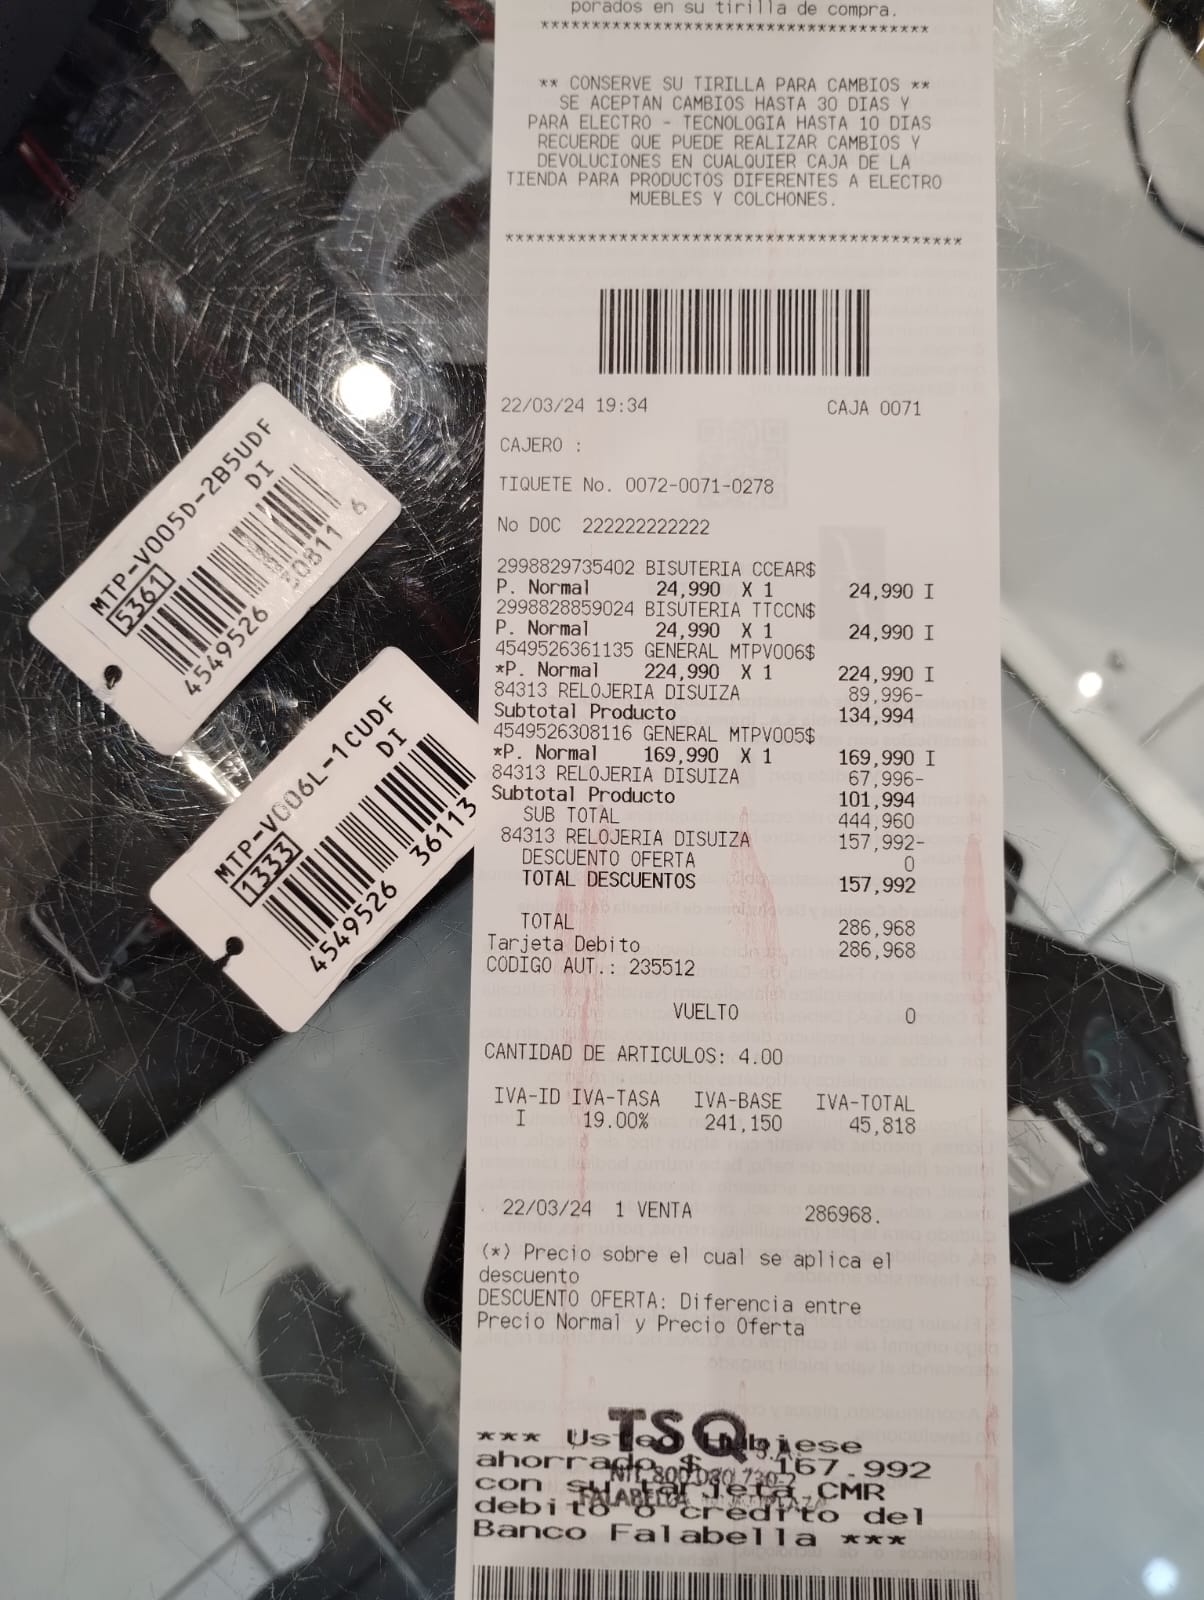 porados en su tirilla de compra.
*************************************
** CONSERVE SU TIRILLA PARA CAMBIOS **
SE ACEPTAN CAMBIOS HASTA 30 DIAS Y
PARA ELECTRO - TECNOLOGIA HASTA 10 DIAS
RECUERDE QUE PUEDE REALIZAR CAMBIOS Y
DEVOLUCIONES EN CUALQUIER CAJA DE LA
TIENDA PARA PRODUCTOS DIFERENTES A ELECTRO
MUEBLES Y COLCHONES.
*******************************************
22/03/24 19:34 CAJA 0071
CAJERO :
TIQUETE No. 0072-0071-0278
No DOC 222222222222
2998829735402 BISUTERIA CCEAR$
P. Normal 24,990 X 1 24,990 I
2998828859024 BISUTERIA TTCCN$
P. Normal 24,990 X 1 24,990 I
4549526361135 GENERAL MTPV006$
*P. Normal 224,990 X 1 224,990 I
84313 RELOJERIA DISUIZA 89,996-
Subtotal Producto 134,994
4549526308116 GENERAL MTPV005$
*P. Normal 169,990 X 1 169,990 I
84313 RELOJERIA DISUIZA 67,996-
Subtotal Producto 101,994
SUB TOTAL 444,960
84313 RELOJERIA DISUIZA 157,992-
DESCUENTO OFERTA 0
TOTAL DESCUENTOS 157,992
TOTAL 286,968
Tarjeta Debito 286,968
CODIGO AUT.: 235512
VUELTO 0
CANTIDAD DE ARTICULOS: 4.00
IVA-ID IVA-TASA IVA-BASE IVA-TOTAL
I 19.00% 241,150 45,818
22/03/24 1 VENTA 286968.
(*) Precio sobre el cual se aplica el
descuento
DESCUENTO OFERTA: Diferencia entre
Precio Normal y Precio Oferta
TSQ
*** Usted hubiese
ahorrado $ 167.992
con su tarjeta CMR
debito o credito del
Banco Falabella ***
FALABELLA
MTP-V005D-2B5UDF
5361 DI
4549526 30811 6
MTP-V006L-1CUDF
1333 DI
4549526 36113